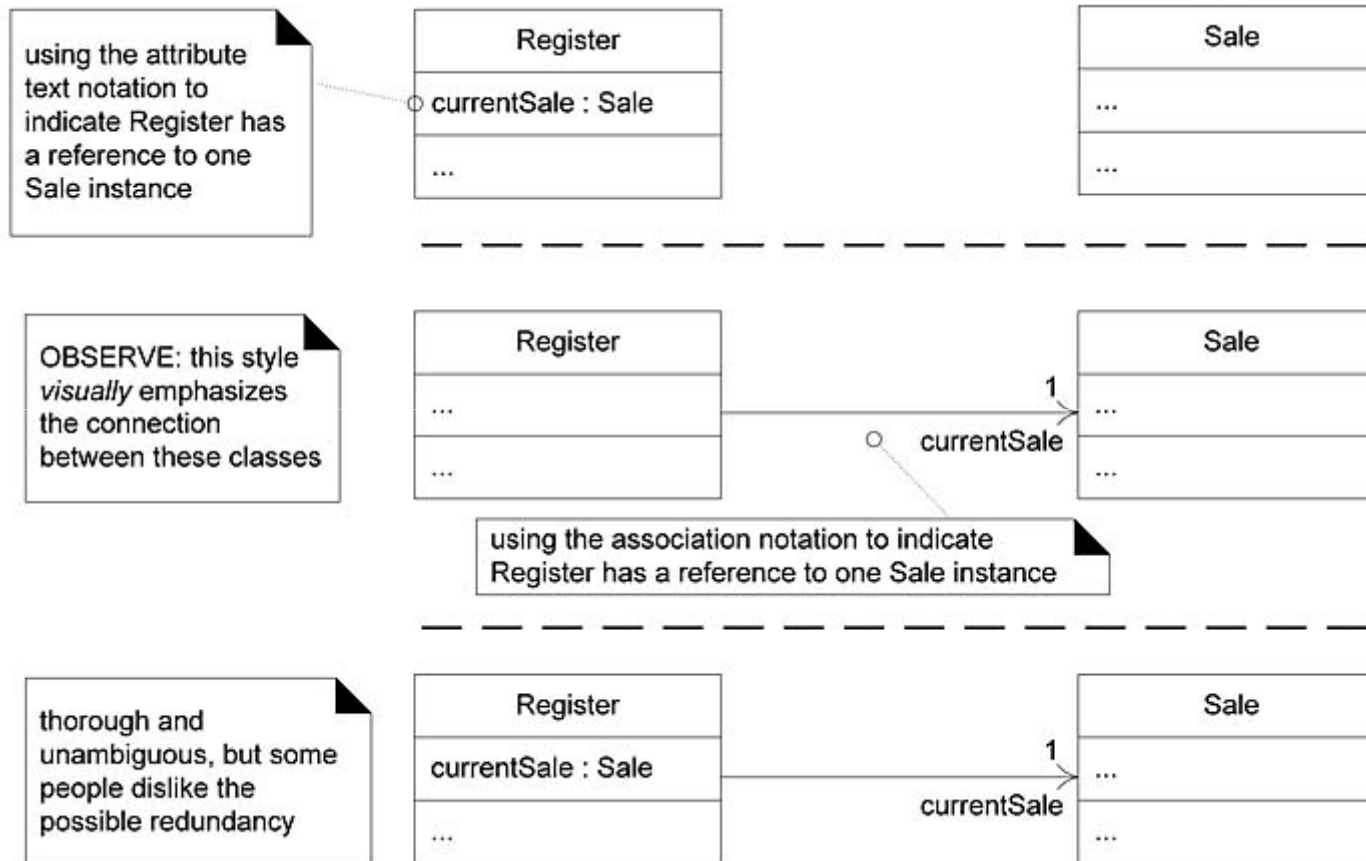 using the attribute
text notation to
indicate Register has
a reference to one
Sale instance
Register
currentSale : Sale
...
Sale
...
...
OBSERVE: this style
visually emphasizes
the connection
between these classes
Register
...
...
1
currentSale
Sale
...
...
using the association notation to indicate
Register has a reference to one Sale instance
thorough and
unambiguous, but some
people dislike the
possible redundancy
Register
currentSale : Sale
...
1
currentSale
Sale
...
...